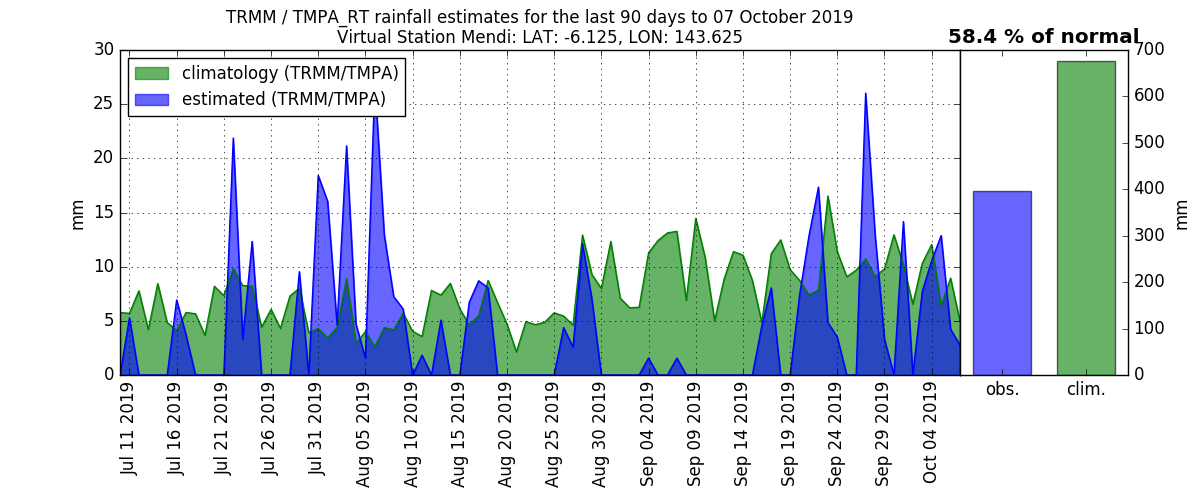 TRMM / TMPA_RT rainfall estimates for the last 90 days to 07 October 2019
Virtual Station Mendi: LAT: -6.125, LON: 143.625
58.4 % of normal
climatology (TRMM/TMPA)
estimated (TRMM/TMPA)
30
25
20
15
10
5
0
mm
Jul 11 2019
Jul 16 2019
Jul 21 2019
Jul 26 2019
Jul 31 2019
Aug 05 2019
Aug 10 2019
Aug 15 2019
Aug 20 2019
Aug 25 2019
Aug 30 2019
Sep 04 2019
Sep 09 2019
Sep 14 2019
Sep 19 2019
Sep 24 2019
Sep 29 2019
Oct 04 2019
obs.
clim.
700
600
500
400
300
200
100
0
mm